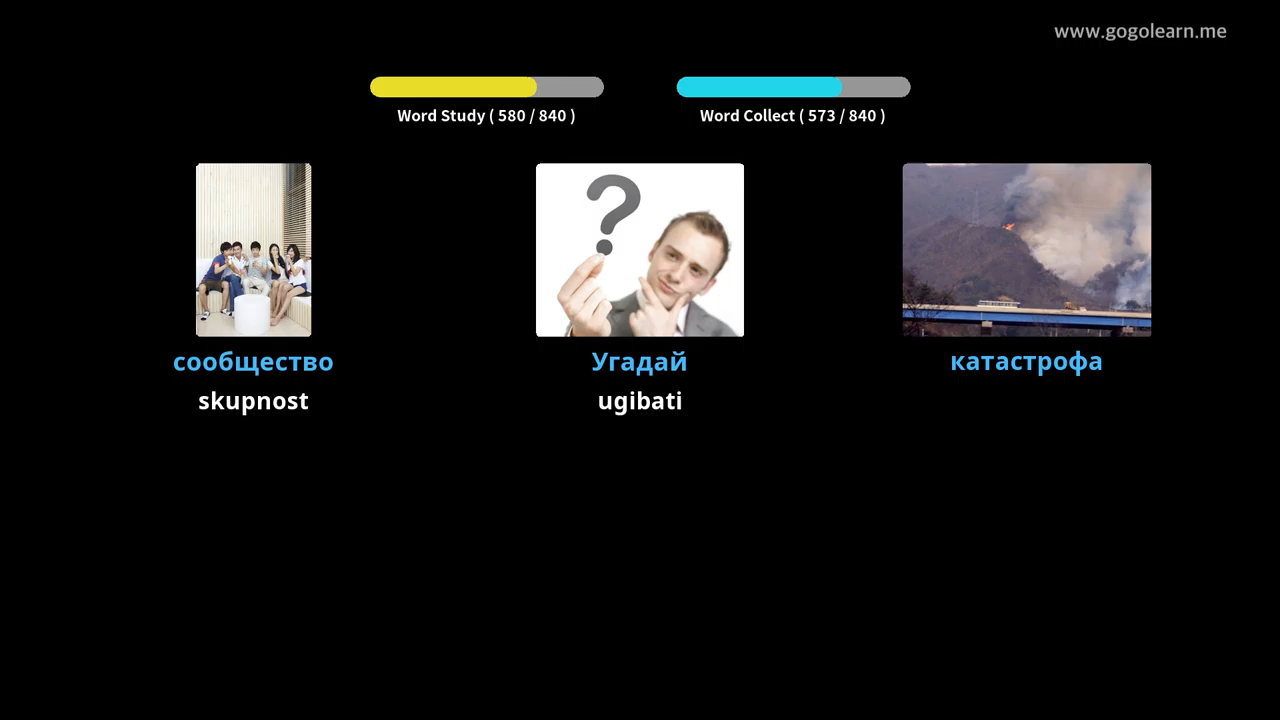 www.gogolearn.me
Word Study ( 580 / 840 )
Word Collect ( 573 / 840 )
сообщество
Угадай
катастрофа
skupnost
ugibati